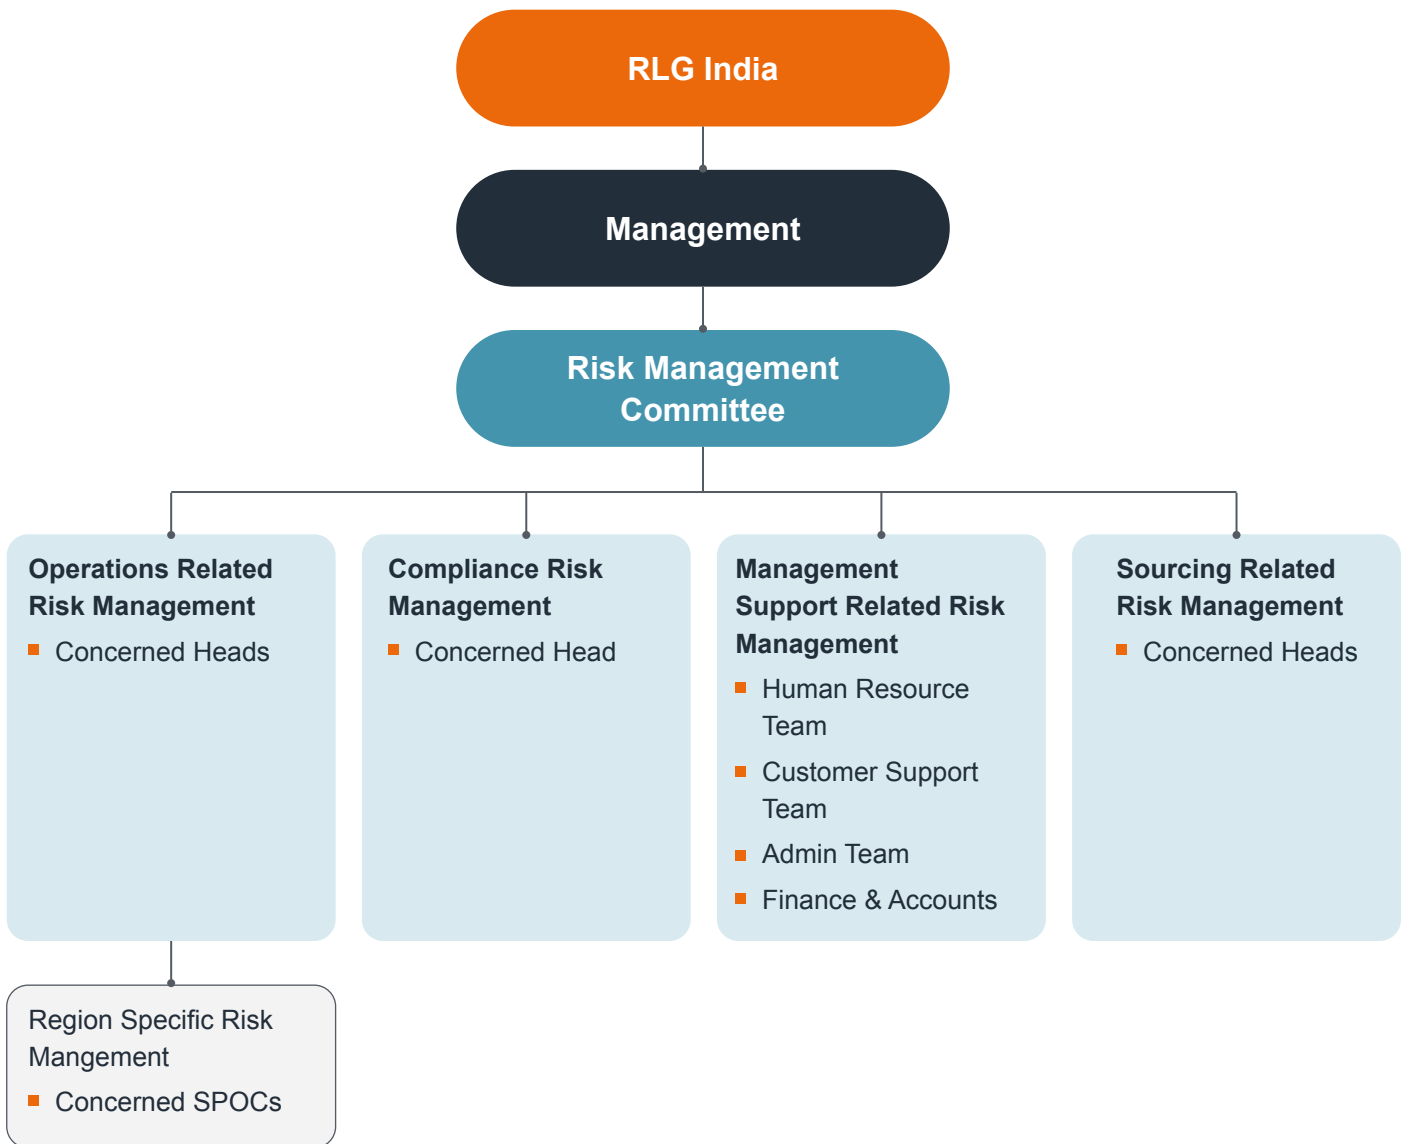 RLG India
Management
Risk Management
Committee
Operations Related
Risk Management
Concerned Heads
Compliance Risk
Management
Concerned Head
Management
Support Related Risk
Management
Human Resource
Team
Customer Support
Team
Admin Team
Finance & Accounts
Sourcing Related
Risk Management
Concerned Heads
Region Specific Risk
Mangement
Concerned SPOCs